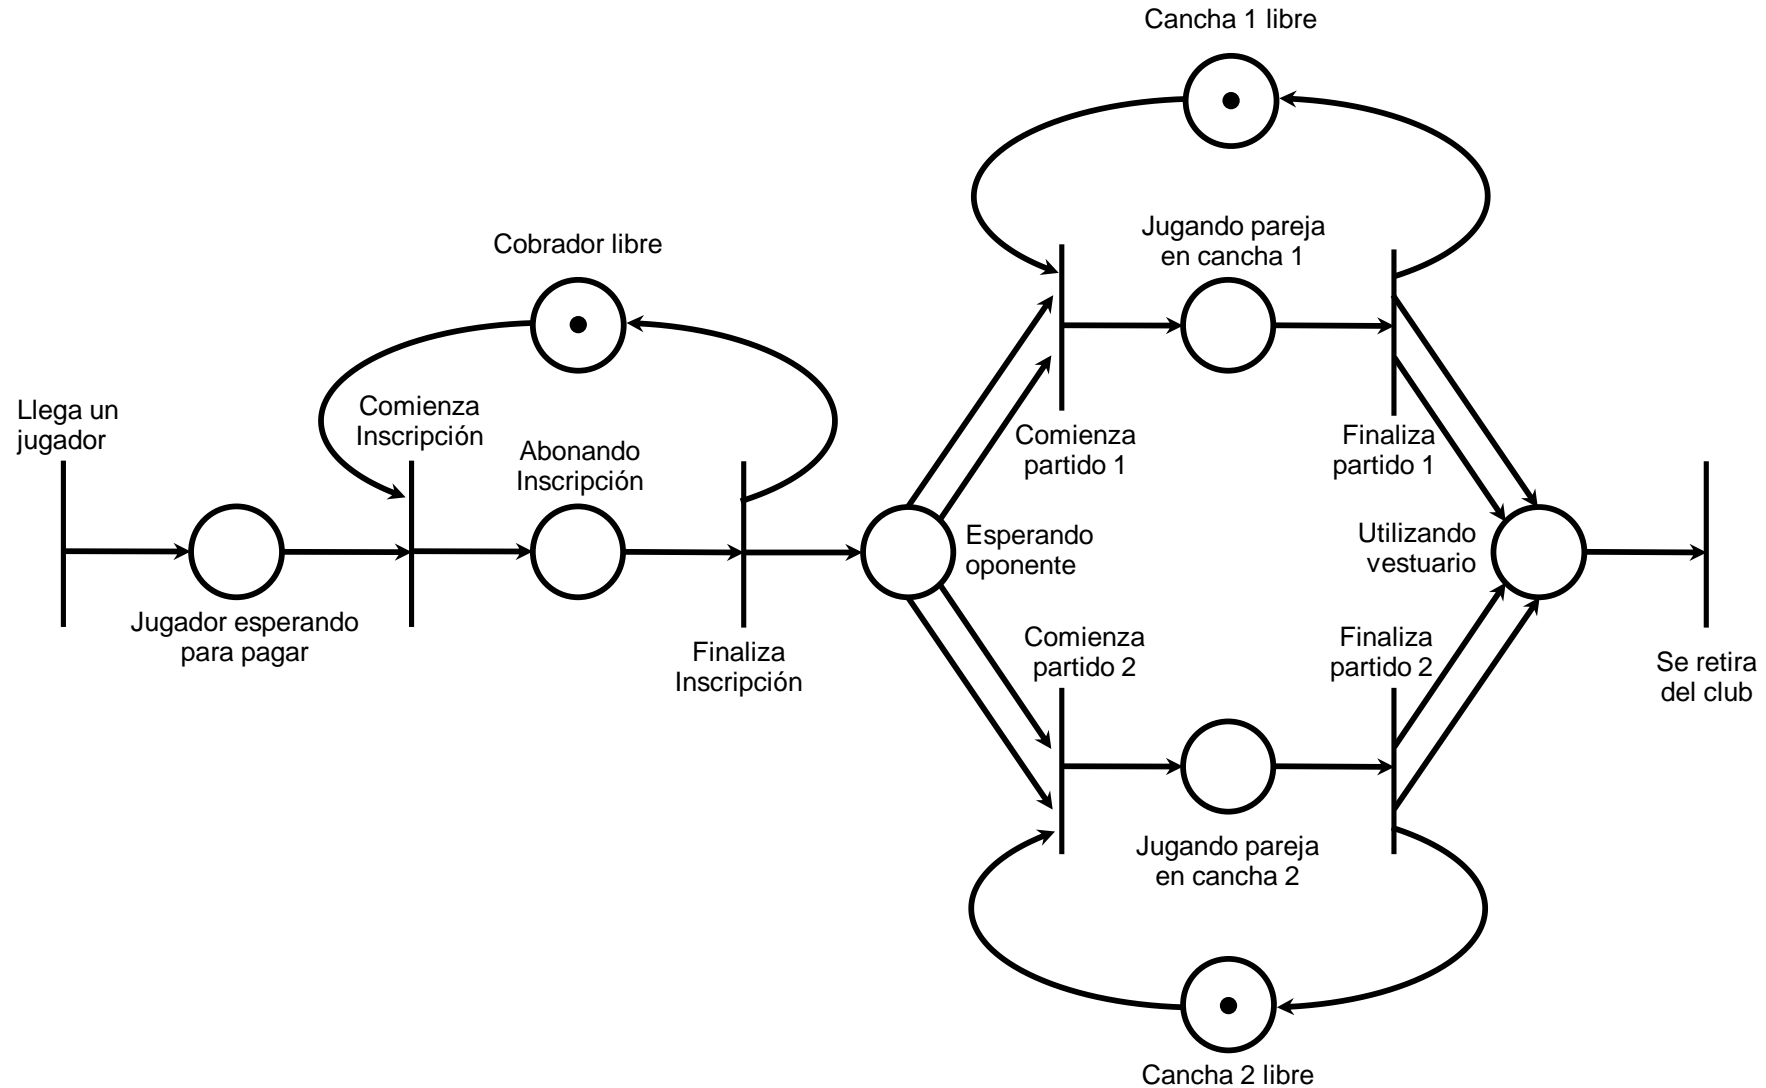 Cancha 1 libre
Jugando pareja
en cancha 1
Cobrador libre
Llega un
jugador
Comienza
Inscripción
Abonando
Inscripción
Comienza
partido 1
Finaliza
partido 1
Esperando
oponente
Utilizando
vestuario
Jugador esperando
para pagar
Finaliza
Inscripción
Comienza
partido 2
Finaliza
partido 2
Se retira
del club
Jugando pareja
en cancha 2
Cancha 2 libre